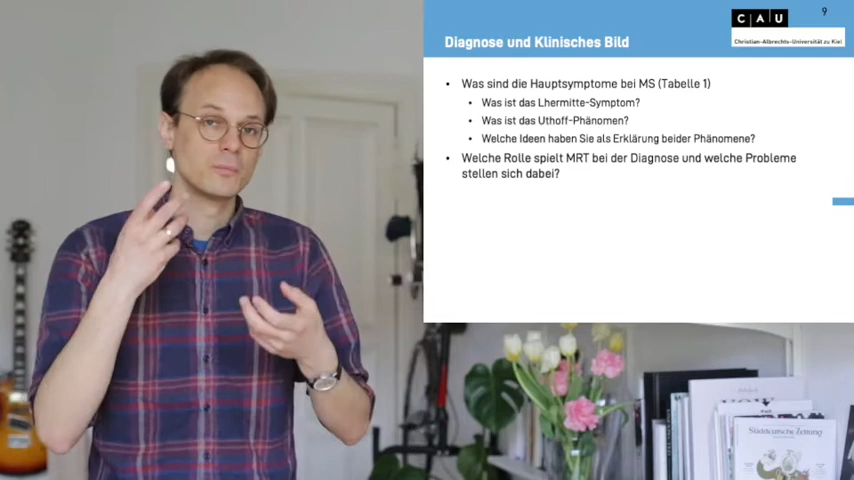 9
C A U
Christian-Albrechts-Universität zu Kiel
Diagnose und Klinisches Bild
• Was sind die Hauptsymptome bei MS (Tabelle 1)
• Was ist das Lhermitte-Symptom?
• Was ist das Uthoff-Phänomen?
• Welche Ideen haben Sie als Erklärung beider Phänomene?
• Welche Rolle spielt MRT bei der Diagnose und welche Probleme
stellen sich dabei?
Süddeutsche Zeitung